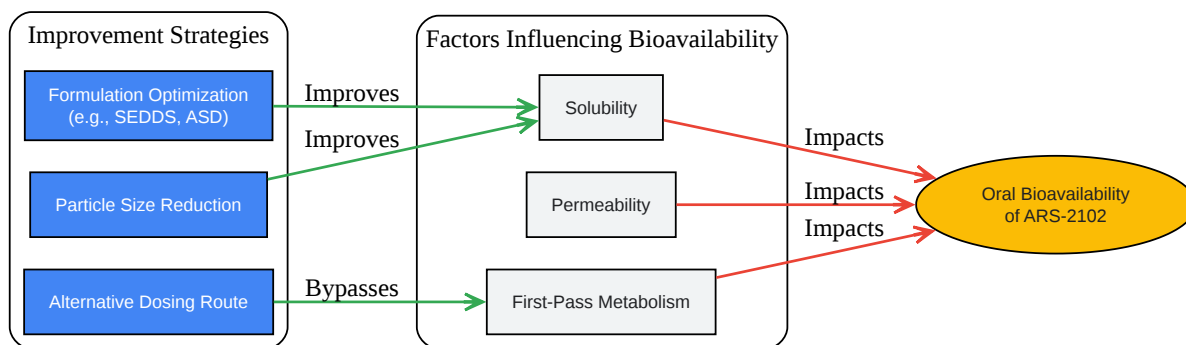 Improvement Strategies
Formulation Optimization
(e.g., SEDDS, ASD)
Particle Size Reduction
Alternative Dosing Route
Improves
Improves
Bypasses
Factors Influencing Bioavailability
Solubility
Permeability
First-Pass Metabolism
Impacts
Impacts
Impacts
Oral Bioavailability
of ARS-2102